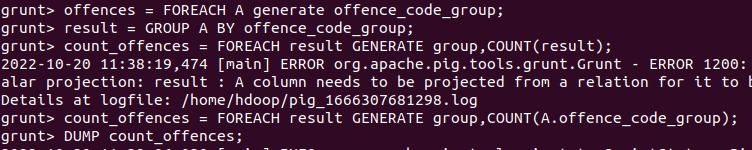 grunt> offences = FOREACH A generate offence_code_group;
grunt> result = GROUP A BY offence_code_group;
grunt> count_offences = FOREACH result GENERATE group,COUNT(result);
2022-10-20 11:38:19,474 [main] ERROR org.apache.pig.tools.grunt.Grunt - ERROR 1200:
alar projection: result : A column needs to be projected from a relation for it to b
Details at logfile: /home/hdoop/pig_1666307681298.log
grunt> count_offences = FOREACH result GENERATE group,COUNT(A.offence_code_group);
grunt> DUMP count_offences;